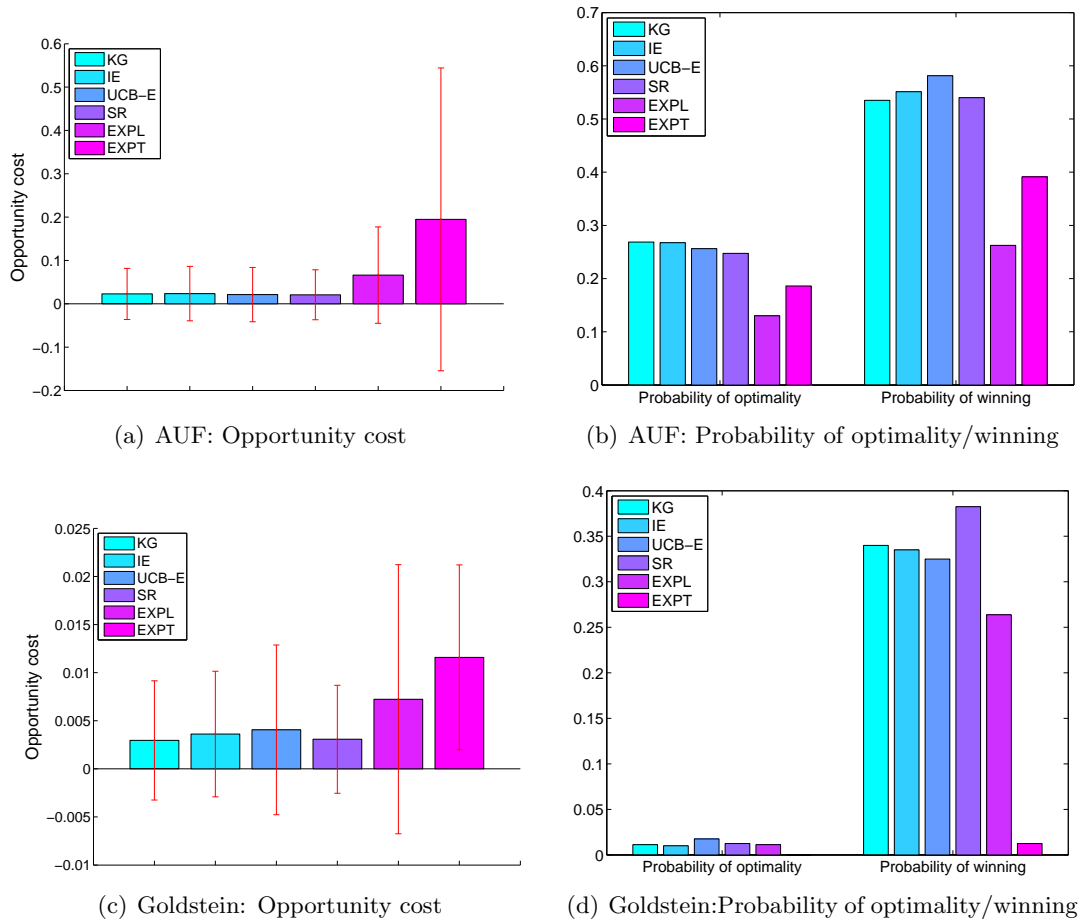 0.6
0.5
0.4
0.3
0.2
0.1
0
−0.1
−0.2
Opportunity cost
KG
IE
UCB−E
SR
EXPL
EXPT
(a) AUF: Opportunity cost
0.7
0.6
0.5
0.4
0.3
0.2
0.1
0
KG
IE
UCB−E
SR
EXPL
EXPT
Probability of optimality
Probability of winning
(b) AUF: Probability of optimality/winning
0.025
0.02
0.015
0.01
0.005
0
−0.005
−0.01
Opportunity cost
KG
IE
UCB−E
SR
EXPL
EXPT
(c) Goldstein: Opportunity cost
0.4
0.35
0.3
0.25
0.2
0.15
0.1
0.05
0
KG
IE
UCB−E
SR
EXPL
EXPT
Probability of optimality
Probability of winning
(d) Goldstein:Probability of optimality/winning